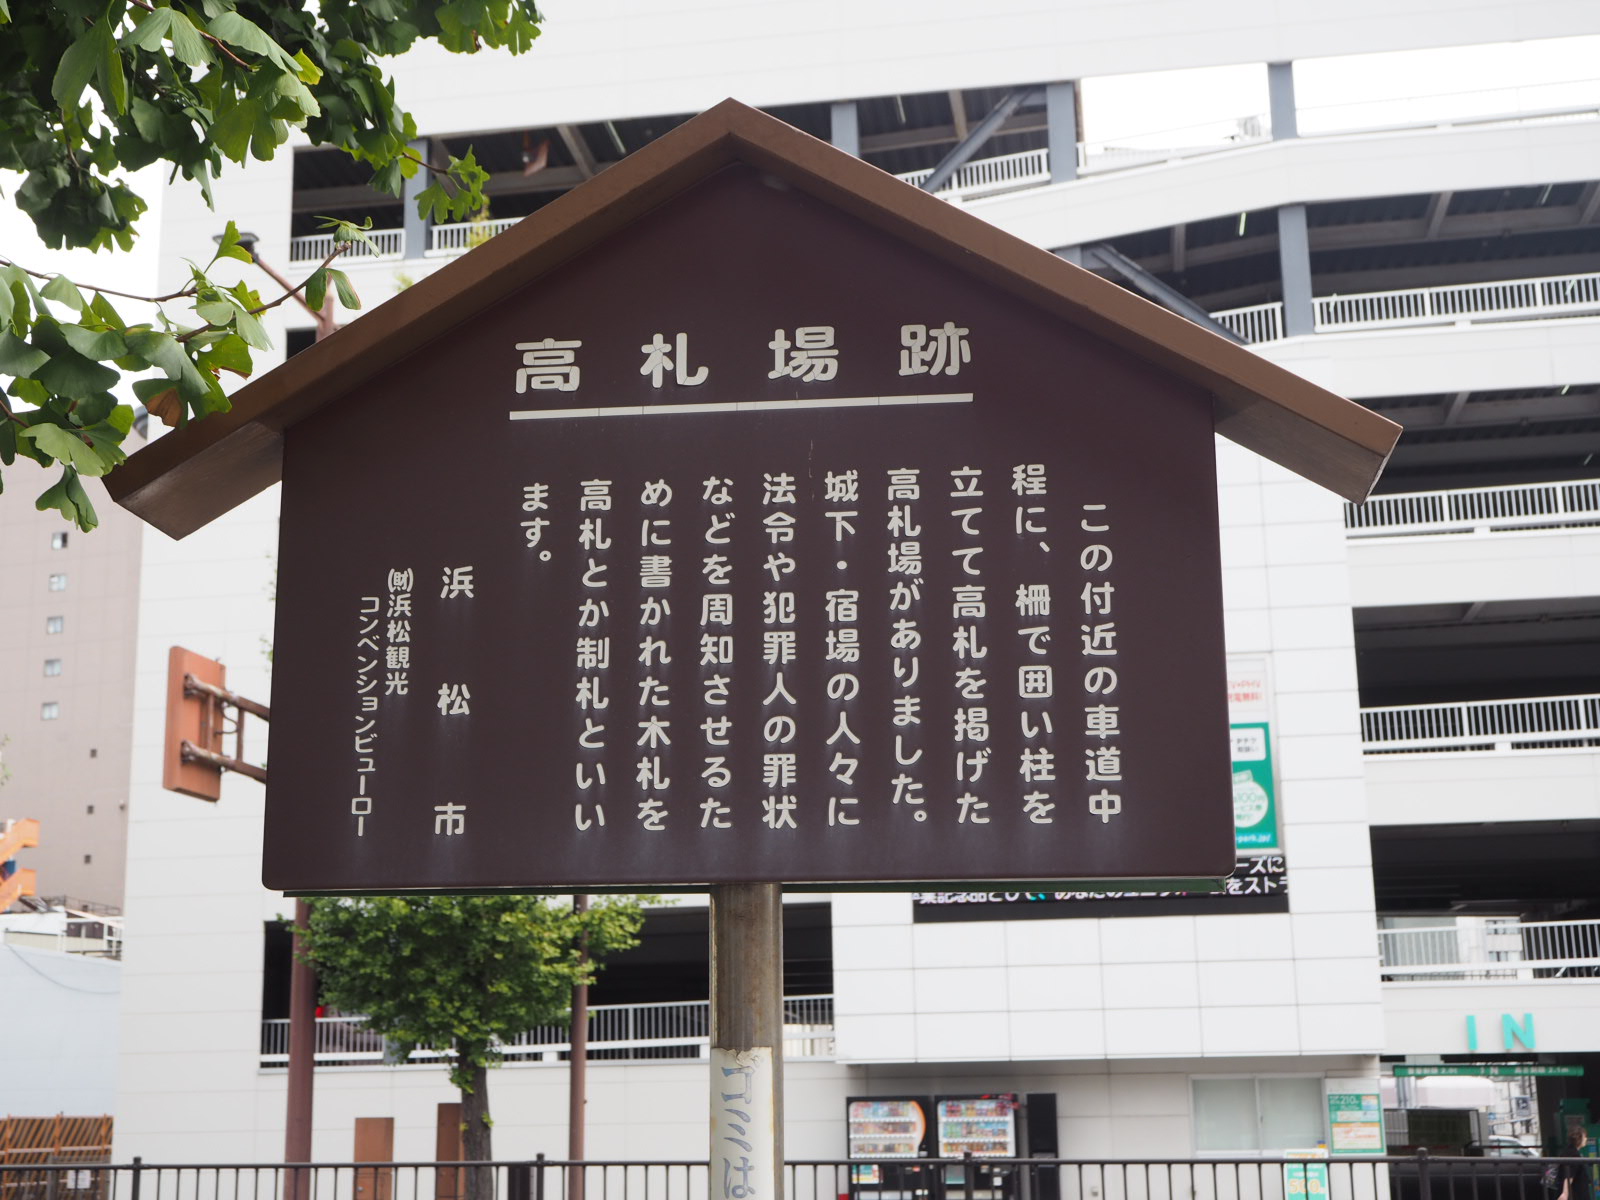 高札場跡
この付近の車道中
程に、柵で囲い柱を
立てて高札を掲げた
高札場がありました。
城下・宿場の人々に
法令や犯罪人の罪状
などを周知させるた
めに書かれた木札を
高札とか制札といい
ます。
浜松市
㈶浜松観光
コンベンションビューロー
ゴミは
IN
IN